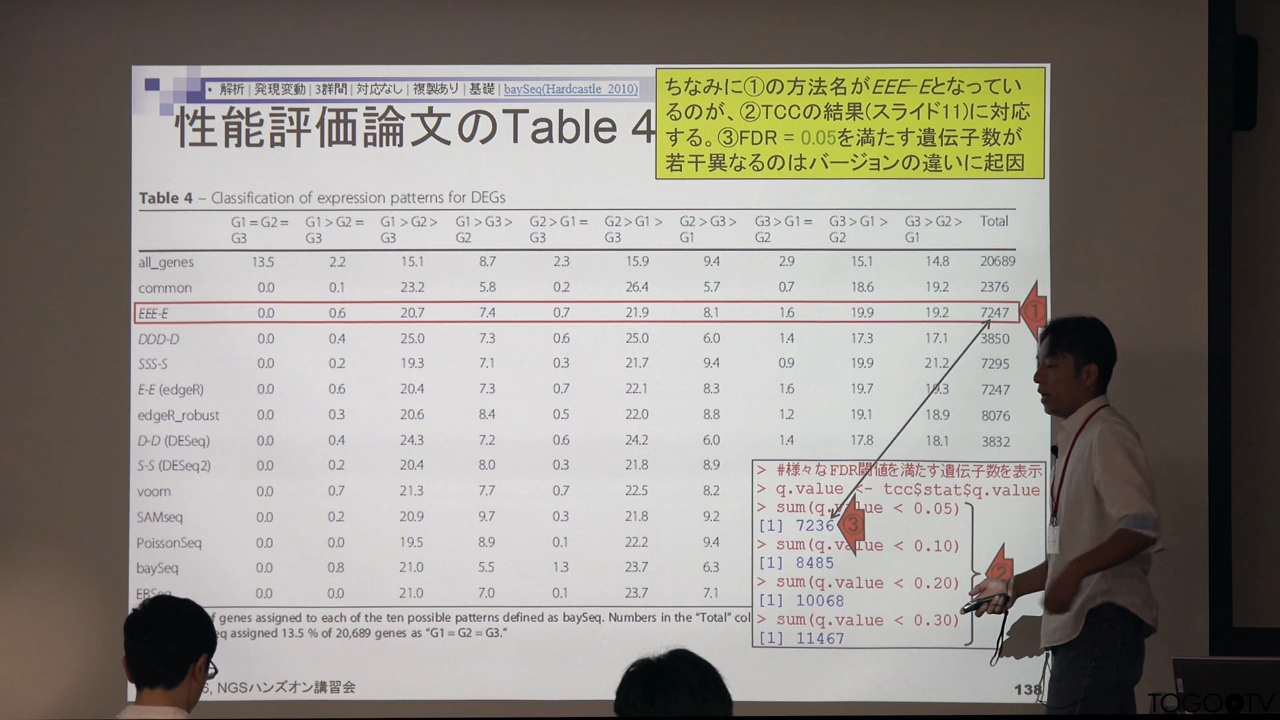 • 解析 | 発現変動 | 3群間 | 対応なし | 複製あり | 基礎 | baySeq(Hardcastle_2010)
性能評価論文のTable 4
ちなみに①の方法名がEEE-Eとなってい
るのが、②TCCの結果(スライド11)に対応
する。③FDR = 0.05を満たす遺伝子数が
若干異なるのはバージョンの違いに起因
Table 4 – Classification of expression patterns for DEGs
G1 = G2 = G3 G1 > G2 = G3 G1 > G2 > G3 G1 > G3 > G2 G2 > G1 = G3 G2 > G1 > G3 G2 > G3 > G1 G3 > G1 = G2 G3 > G1 > G2 G3 > G2 > G1 Total
all_genes 13.5 2.2 15.1 8.7 2.3 15.9 9.4 2.9 15.1 14.8 20689
common 0.0 0.1 23.2 5.8 0.2 26.4 5.7 0.7 18.6 19.2 2376
EEE-E 0.0 0.6 20.7 7.4 0.7 21.9 8.1 1.6 19.9 19.2 7247 ①
DDD-D 0.0 0.4 25.0 7.3 0.6 25.0 6.0 1.4 17.3 17.1 3850
SSS-S 0.0 0.2 19.3 7.1 0.3 21.7 9.4 0.9 19.9 21.2 7295
E-E (edgeR) 0.0 0.6 20.4 7.3 0.7 22.1 8.3 1.6 19.7 19.3 7247
edgeR_robust 0.0 0.3 20.6 8.4 0.5 22.0 8.8 1.2 19.1 18.9 8076
D-D (DESeq) 0.0 0.4 24.3 7.2 0.6 24.2 6.0 1.4 17.8 18.1 3832
S-S (DESeq2) 0.0 0.2 20.4 8.0 0.3 21.8 8.9
voom 0.0 0.7 21.3 7.7 0.7 22.5 8.2
SAMseq 0.0 0.2 20.9 9.7 0.3 21.8 9.2
PoissonSeq 0.0 0.0 19.5 8.9 0.1 22.2 9.4
baySeq 0.0 0.8 21.0 5.5 1.3 23.7 6.3
EBSeq 0.0 0.0 21.0 7.0 0.1 23.7 7.1
> #様々なFDR閾値を満たす遺伝子数を表示
> q.value <- tcc$stat$q.value
> sum(q.value < 0.05)
[1] 7236 ③
> sum(q.value < 0.10)
[1] 8485
> sum(q.value < 0.20) ②
[1] 10068
> sum(q.value < 0.30)
[1] 11467
of genes assigned to each of the ten possible patterns defined as baySeq. Numbers in the "Total" col
assigned 13.5 % of 20,689 genes as "G1 = G2 = G3."
NGSハンズオン講習会
138
TOGOTV